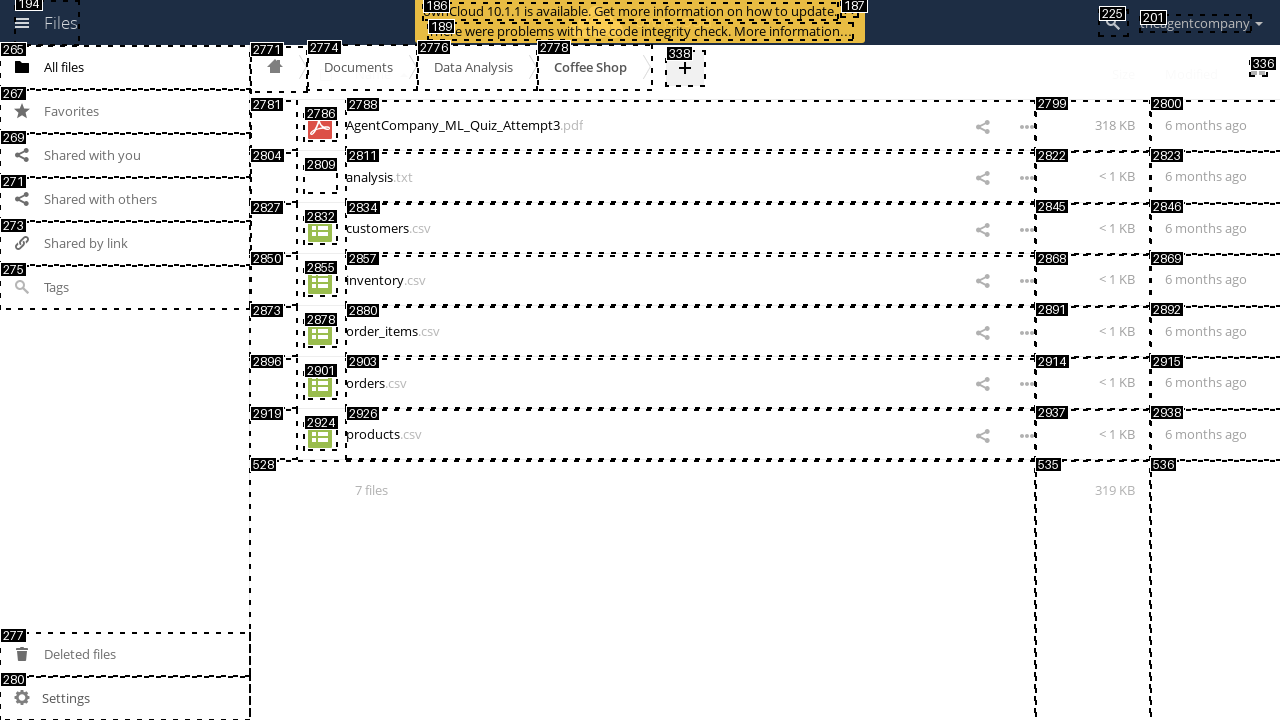 194
Files
186
ownCloud 10.1.1 is available. Get more information on how to update.
187
189
There were problems with the code integrity check. More information…
225
201
theagentcompany
265
All files
267
Favorites
269
Shared with you
271
Shared with others
273
Shared by link
275
Tags
277
Deleted files
280
Settings
2771
2774
Documents
2776
Data Analysis
2778
Coffee Shop
338
+
336
2781
2786
2788
AgentCompany_ML_Quiz_Attempt3.pdf
2799
318 KB
2800
6 months ago
2804
2809
2811
analysis.txt
2822
< 1 KB
2823
6 months ago
2827
2832
2834
customers.csv
2845
< 1 KB
2846
6 months ago
2850
2855
2857
inventory.csv
2868
< 1 KB
2869
6 months ago
2873
2878
2880
order_items.csv
2891
< 1 KB
2892
6 months ago
2896
2901
2903
orders.csv
2914
< 1 KB
2915
6 months ago
2919
2924
2926
products.csv
2937
< 1 KB
2938
6 months ago
528
7 files
535
319 KB
536